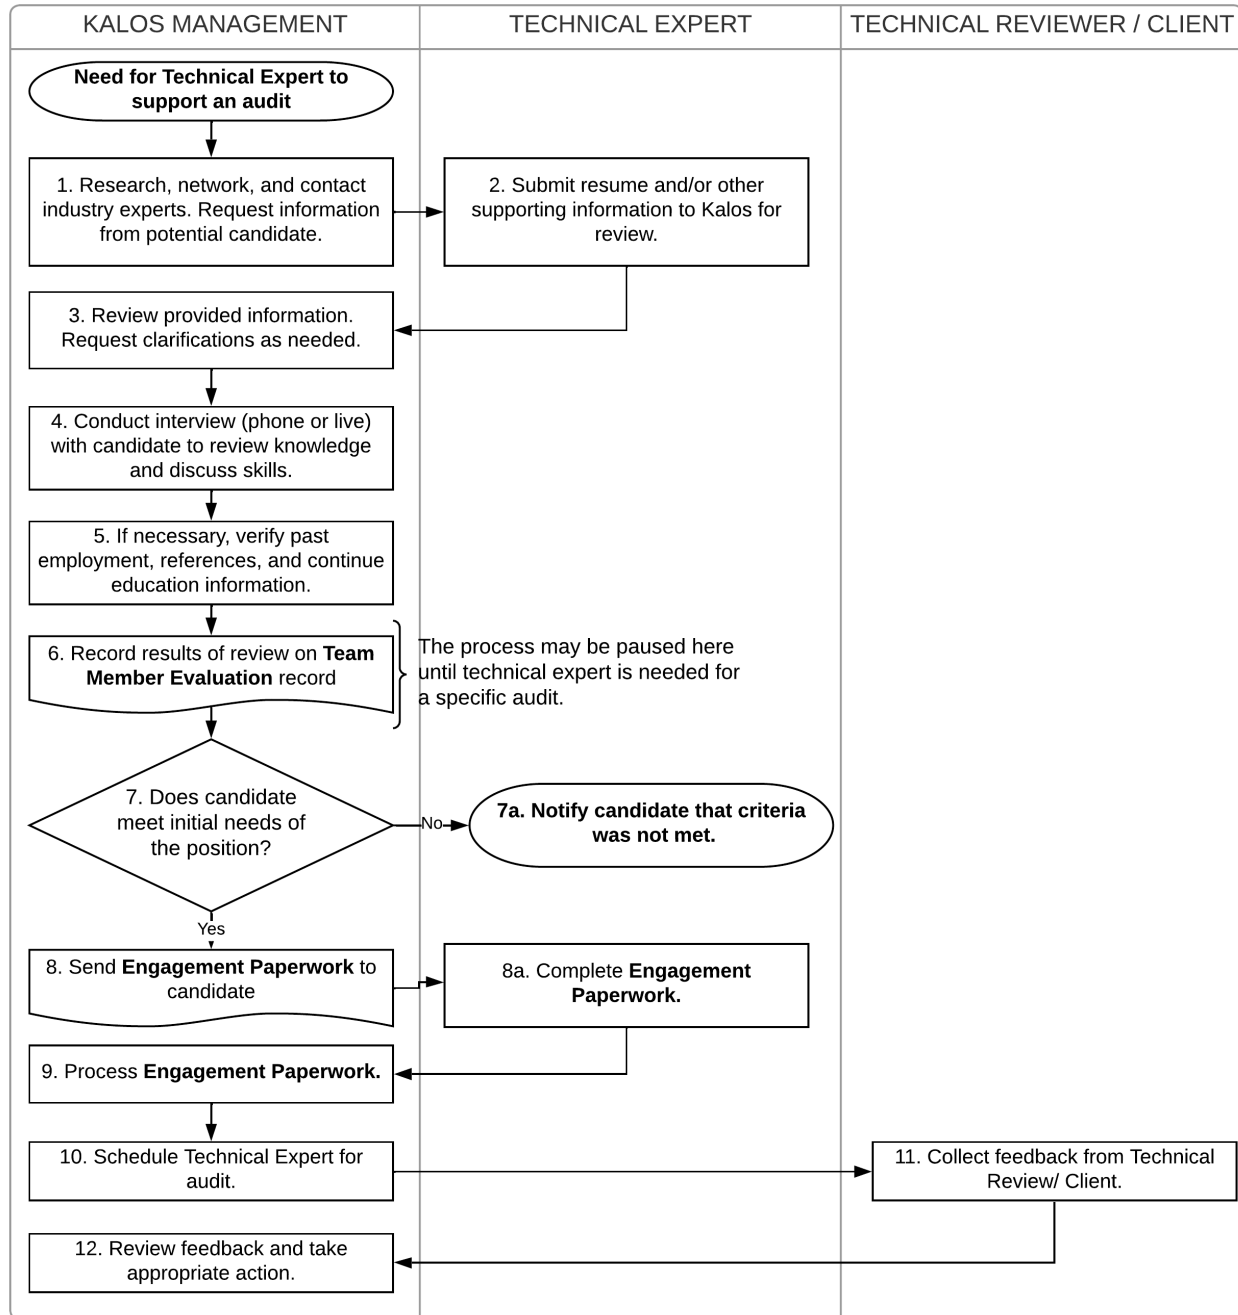 KALOS MANAGEMENT
TECHNICAL EXPERT
TECHNICAL REVIEWER / CLIENT
Need for Technical Expert to
support an audit
1. Research, network, and contact
industry experts. Request information
from potential candidate.
2. Submit resume and/or other
supporting information to Kalos for
review.
3. Review provided information.
Request clarifications as needed.
4. Conduct interview (phone or live)
with candidate to review knowledge
and discuss skills.
5. If necessary, verify past
employment, references, and continue
education information.
6. Record results of review on Team
Member Evaluation record
The process may be paused here
until technical expert is needed for
a specific audit.
7. Does candidate
meet initial needs of
the position?
No
7a. Notify candidate that criteria
was not met.
Yes
8. Send Engagement Paperwork to
candidate
8a. Complete Engagement
Paperwork.
9. Process Engagement Paperwork.
10. Schedule Technical Expert for
audit.
11. Collect feedback from Technical
Review/ Client.
12. Review feedback and take
appropriate action.